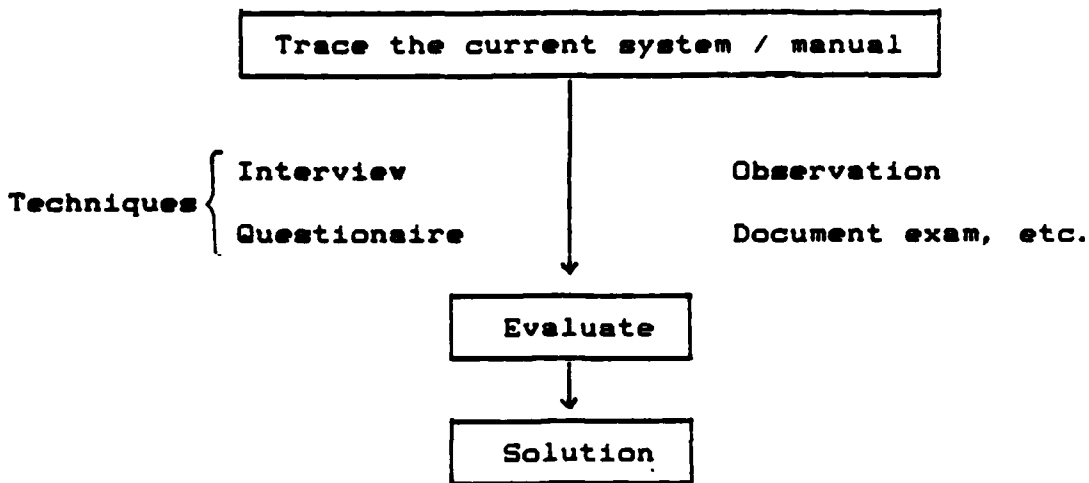 Trace the current system / manual
Interview Observation
Techniques
Questionaire Document exam, etc.
Evaluate
Solution